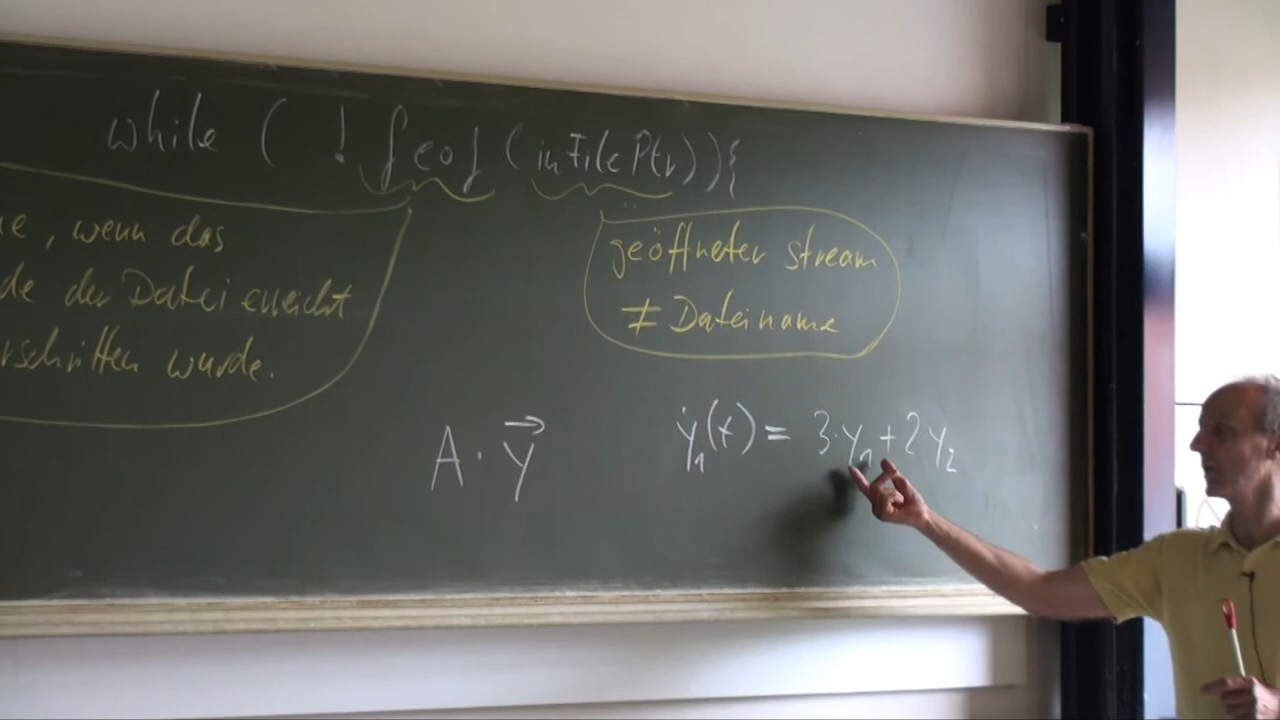 while ( ! feof (inFilePtr)){
e, wenn das
de der Datei erreicht
rschritten wurde.
geöffneter stream
≠ Dateiname
A · y⃗
ẏ₁(t) = 3·y₁+2·y₂